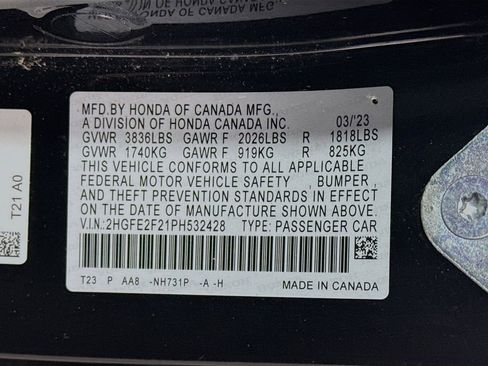 MFD.BY HONDA OF CANADA MFG.,
A DIVISION OF HONDA CANADA INC. 03/'23
GVWR 3836LBS GAWR F 2026LBS R 1818LBS
GVWR 1740KG GAWR F 919KG R 825KG
THIS VEHICLE CONFORMS TO ALL APPLICABLE
FEDERAL MOTOR VEHICLE SAFETY , BUMPER ,
AND THEFT PREVENTION STANDARDS IN EFFECT
ON THE DATE OF MANUFACTURE SHOWN ABOVE.
V.I.N.:2HGFE2F21PH532428 TYPE: PASSENGER CAR
T23 P AA8 -NH731P -A -H
MADE IN CANADA
T21 A0